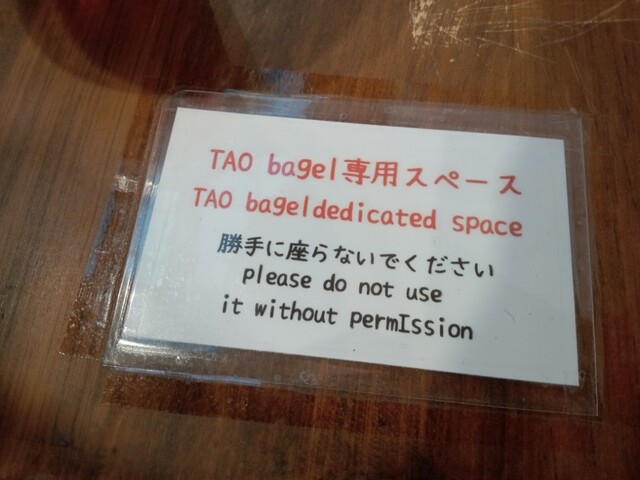 TAO bagel専用スペース
TAO bageldedicated space
勝手に座らないでください
please do not use
it without permIssion